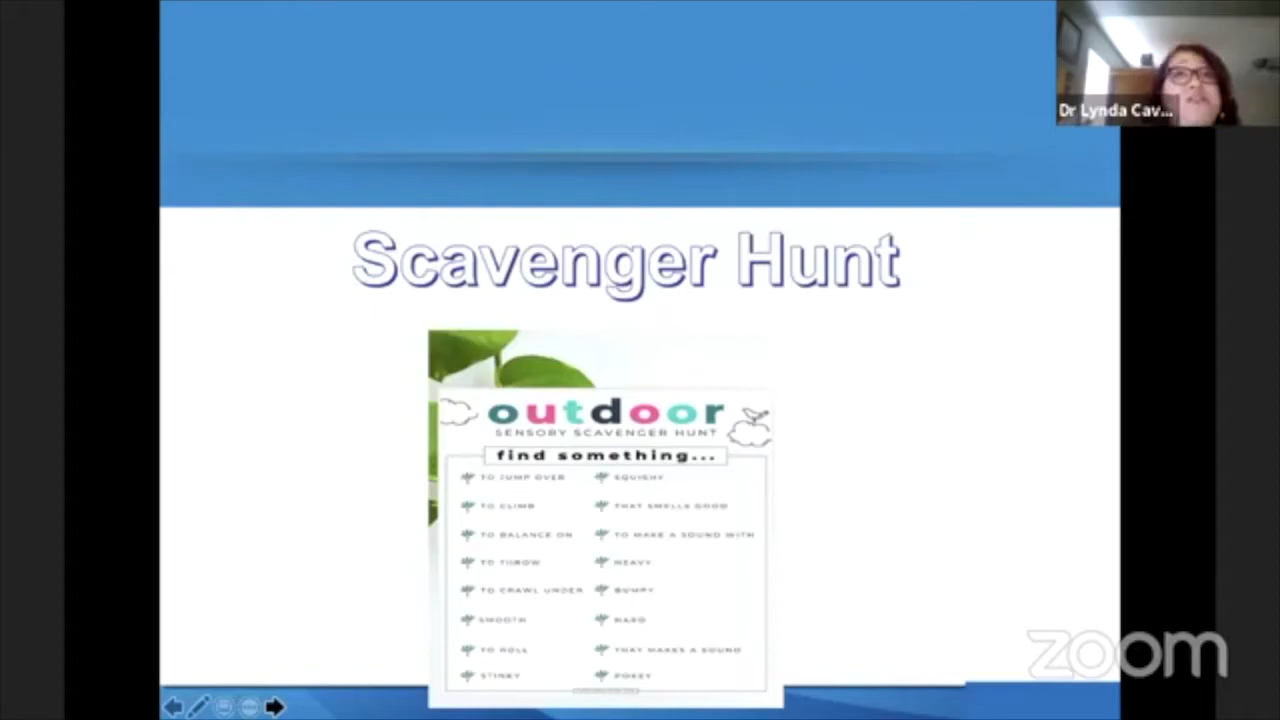 Dr Lynda Cav...
Scavenger Hunt
outdoor
SENSORY SCAVENGER HUNT
find something...
TO JUMP OVER
SQUISHY
TO CLIMB
THAT SMELLS GOOD
TO BALANCE ON
TO MAKE A SOUND WITH
TO THROW
HEAVY
TO CRAWL UNDER
BUMPY
SMOOTH
HARD
TO ROLL
THAT MAKES A SOUND
STINKY
POKEY
zoom